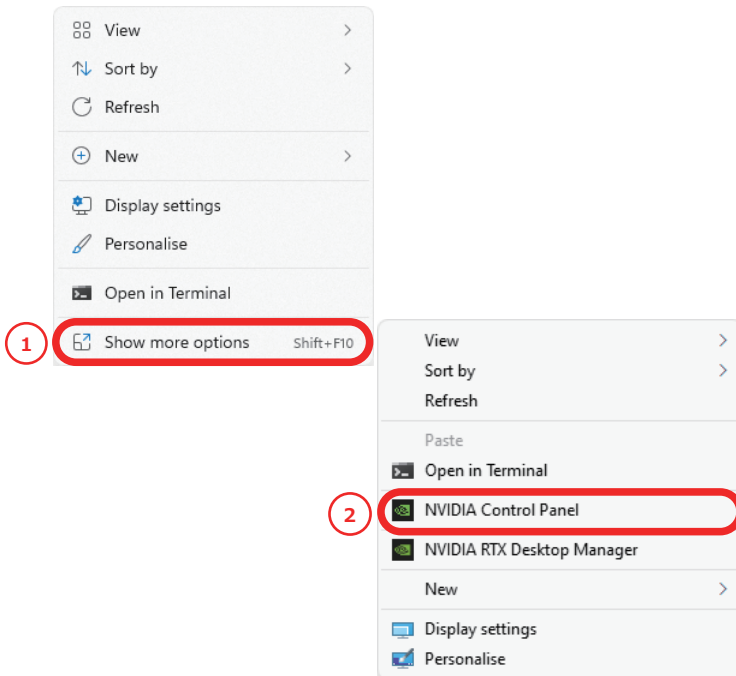 View
Sort by
Refresh
New
Display settings
Personalise
Open in Terminal
1
Show more options Shift+F10
View
Sort by
Refresh
Paste
Open in Terminal
2
NVIDIA Control Panel
NVIDIA RTX Desktop Manager
New
Display settings
Personalise